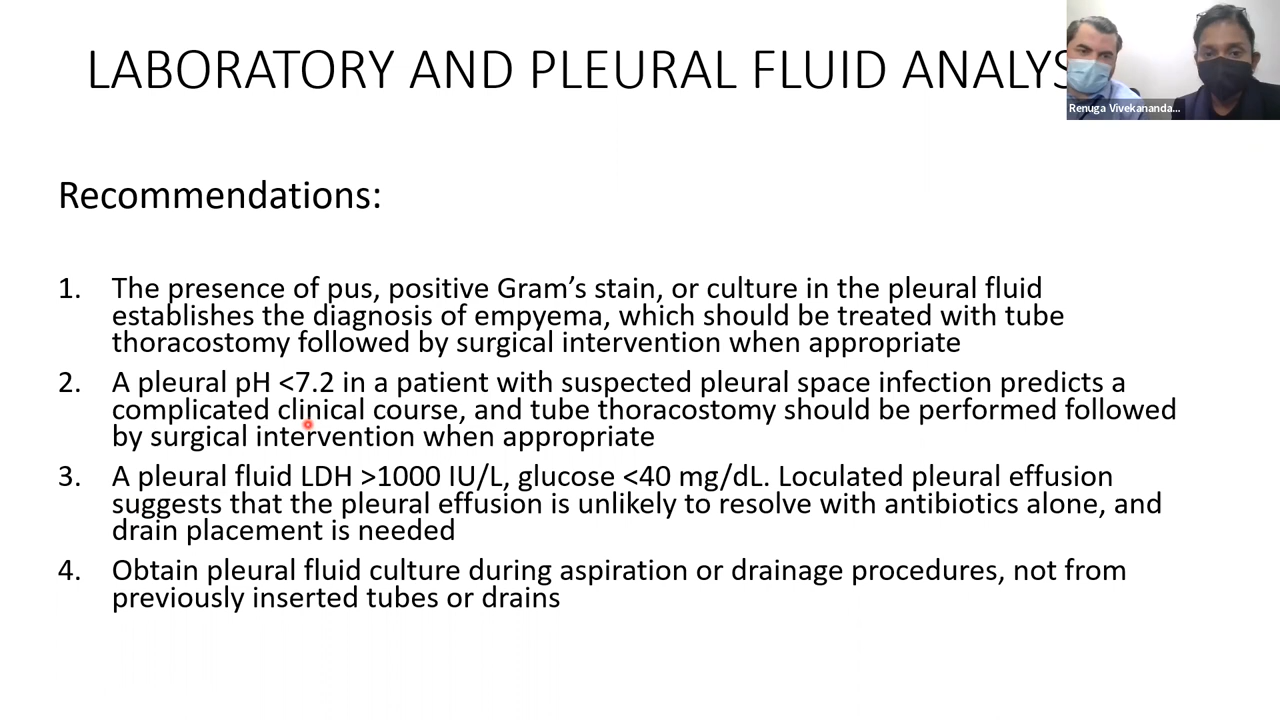 LABORATORY AND PLEURAL FLUID ANALYS
Renuga Vivekananda...
Recommendations:
1. The presence of pus, positive Gram’s stain, or culture in the pleural fluid
establishes the diagnosis of empyema, which should be treated with tube
thoracostomy followed by surgical intervention when appropriate
2. A pleural pH <7.2 in a patient with suspected pleural space infection predicts a
complicated clinical course, and tube thoracostomy should be performed followed
by surgical intervention when appropriate
3. A pleural fluid LDH >1000 IU/L, glucose <40 mg/dL. Loculated pleural effusion
suggests that the pleural effusion is unlikely to resolve with antibiotics alone, and
drain placement is needed
4. Obtain pleural fluid culture during aspiration or drainage procedures, not from
previously inserted tubes or drains